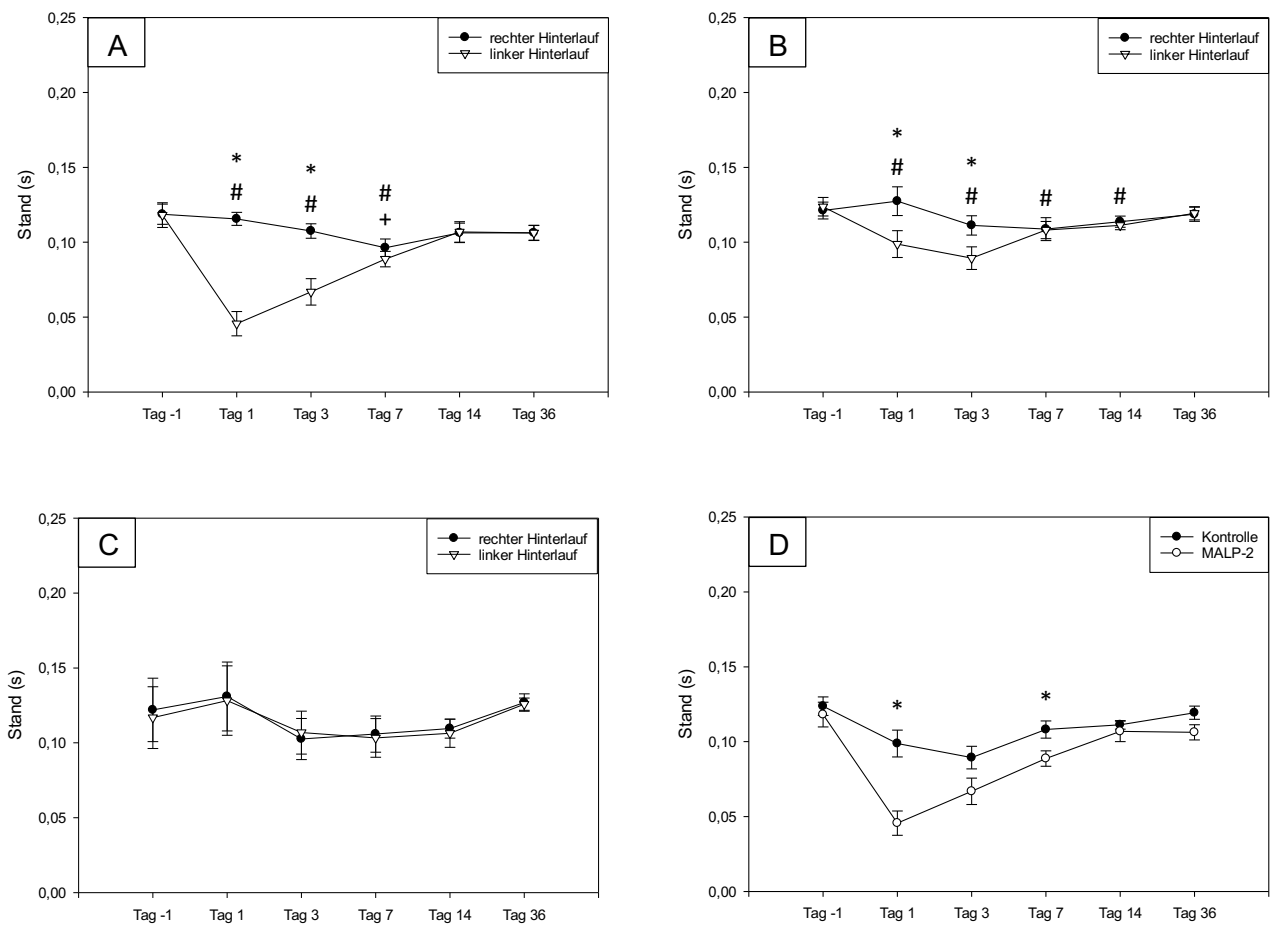 A
rechter Hinterlauf
linker Hinterlauf
Stand (s)
0,25
0,20
0,15
0,10
0,05
0,00
* * #
# # +
Tag -1 Tag 1 Tag 3 Tag 7 Tag 14 Tag 36
B
rechter Hinterlauf
linker Hinterlauf
Stand (s)
0,25
0,20
0,15
0,10
0,05
0,00
* *
# # # #
Tag -1 Tag 1 Tag 3 Tag 7 Tag 14 Tag 36
C
rechter Hinterlauf
linker Hinterlauf
Stand (s)
0,25
0,20
0,15
0,10
0,05
0,00
Tag -1 Tag 1 Tag 3 Tag 7 Tag 14 Tag 36
D
Kontrolle
MALP-2
Stand (s)
0,25
0,20
0,15
0,10
0,05
0,00
* *
Tag -1 Tag 1 Tag 3 Tag 7 Tag 14 Tag 36